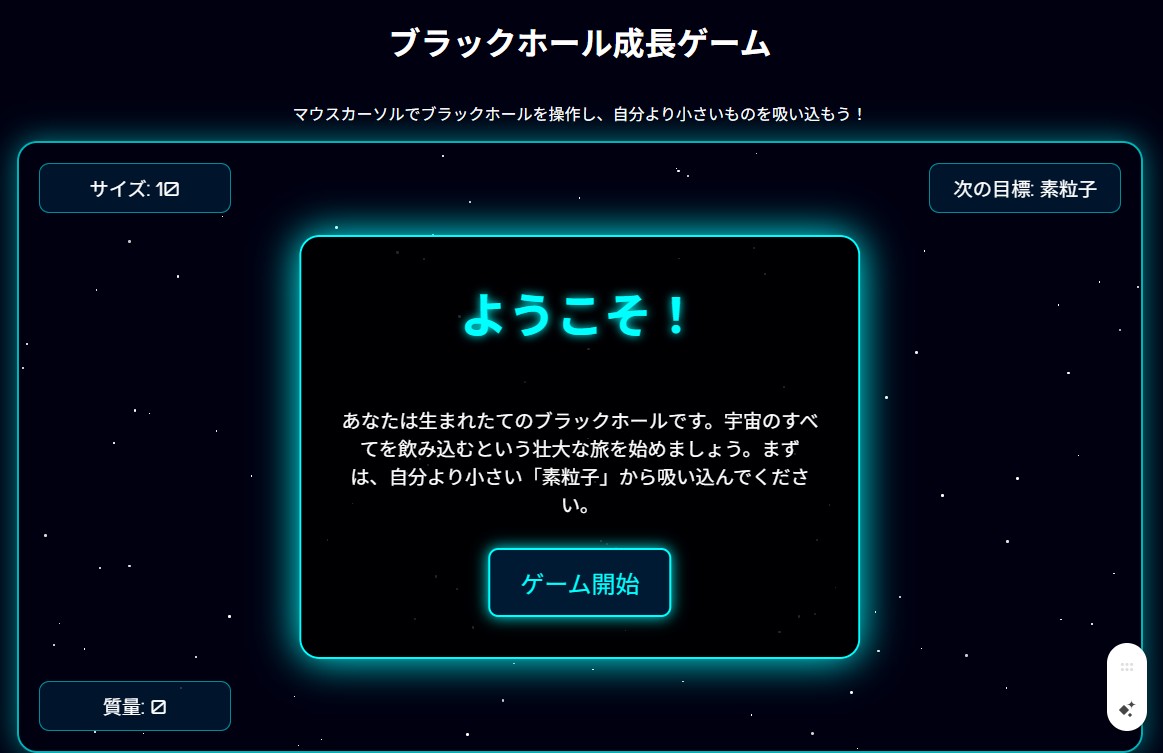 ブラックホール成長ゲーム
マウスカーソルでブラックホールを操作し、自分より小さいものを吸い込もう！
サイズ: 10
次の目標: 素粒子
ようこそ！
あなたは生まれたてのブラックホールです。宇宙のすべ
てを飲み込むという壮大な旅を始めましょう。まず
は、自分より小さい「素粒子」から吸い込んでくださ
い。
ゲーム開始
質量: 0